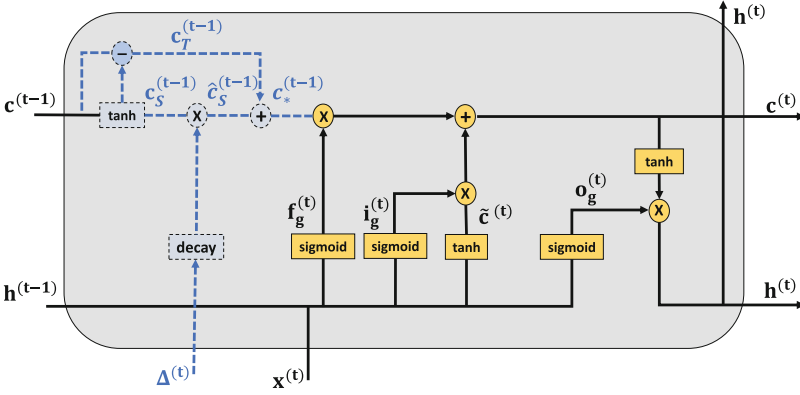 h^(t)
c_T^(t−1)
−
c^(t−1)
c_S^(t−1)
ĉ_S^(t−1)
c_*^(t−1)
c^(t)
tanh
X
+
X
+
tanh
f_g^(t)
i_g^(t)
X
c̃^(t)
o_g^(t)
X
decay
sigmoid
sigmoid
tanh
sigmoid
h^(t−1)
h^(t)
Δ^(t)
x^(t)